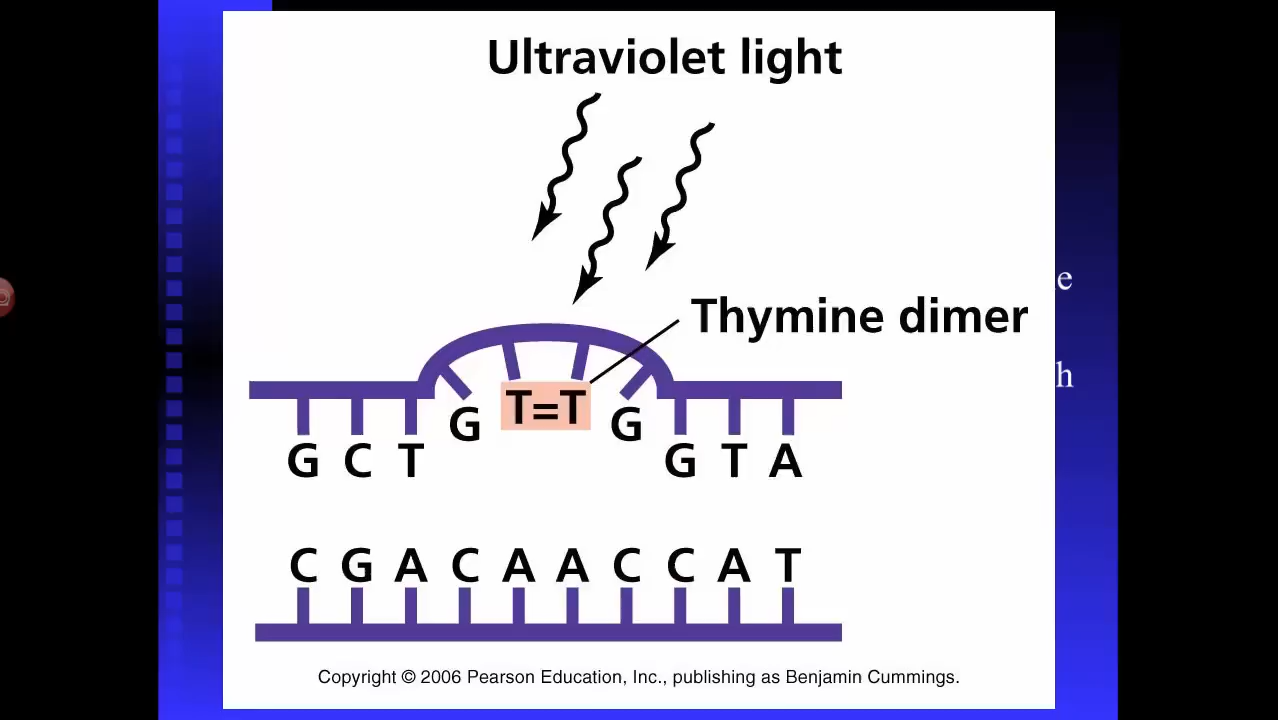 Ultraviolet light
Thymine dimer
e
h
G C T G T=T G G T A
C G A C A A C C A T
Copyright © 2006 Pearson Education, Inc., publishing as Benjamin Cummings.